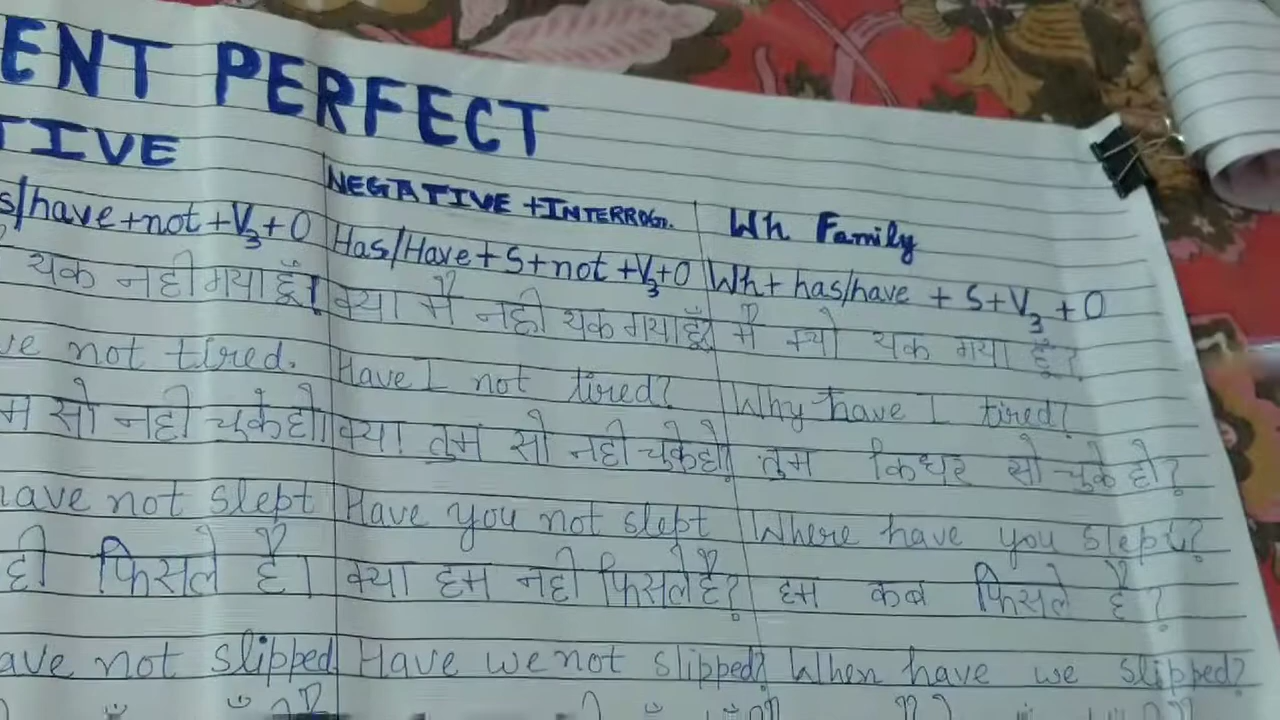 ENT PERFECT
TIVE
NEGATIVE + INTERROG.
Wh Family
s/have+not+V3+O
Has/Have+S+not+V3+O
Wh+ has/have + S+V3 + O
थक नही गया हूँ।
क्या मैं नही थक गया हूँ?
मैं क्यो थक गया हूँ?
ve not tired.
Have I not tired?
Why have I tired?
म सो नही चुके हो।
क्या तुम सो नही चुके हो?
तुम किधर सो चुके हो?
have not slept
Have you not slept
Where have you slept?
ही फिसले हैं।
क्या हम नही फिसले हैं?
हम कब फिसले हैं?
ave not slipped
Have we not slipped?
When have we slipped?